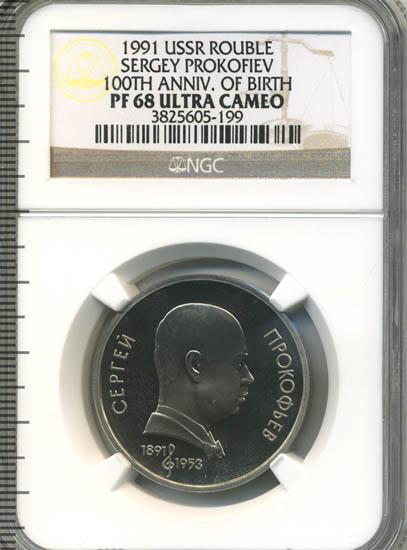 1991 USSR ROUBLE
SERGEY PROKOFIEV
100TH ANNIV. OF BIRTH
PF 68 ULTRA CAMEO
3825605-199
NGC
СЕРГЕЙ
ПРОКОФЬЕВ
1891
1953